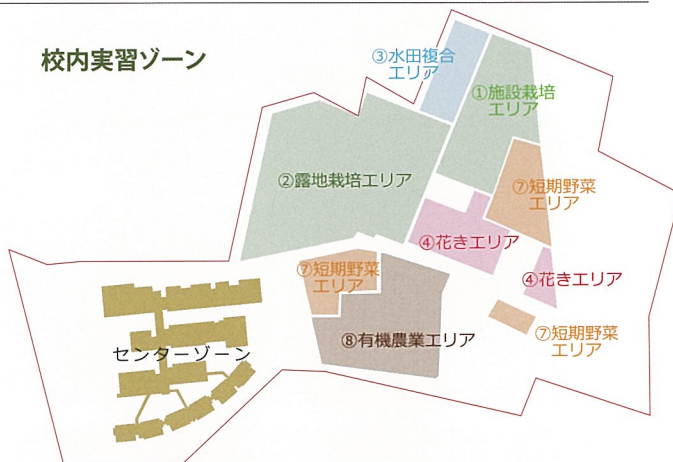 校内実習ゾーン
③水田複合
エリア
①施設栽培
エリア
②露地栽培エリア
⑦短期野菜
エリア
④花きエリア
⑦短期野菜
エリア
④花きエリア
⑧有機農業エリア
⑦短期野菜
エリア
センターゾーン